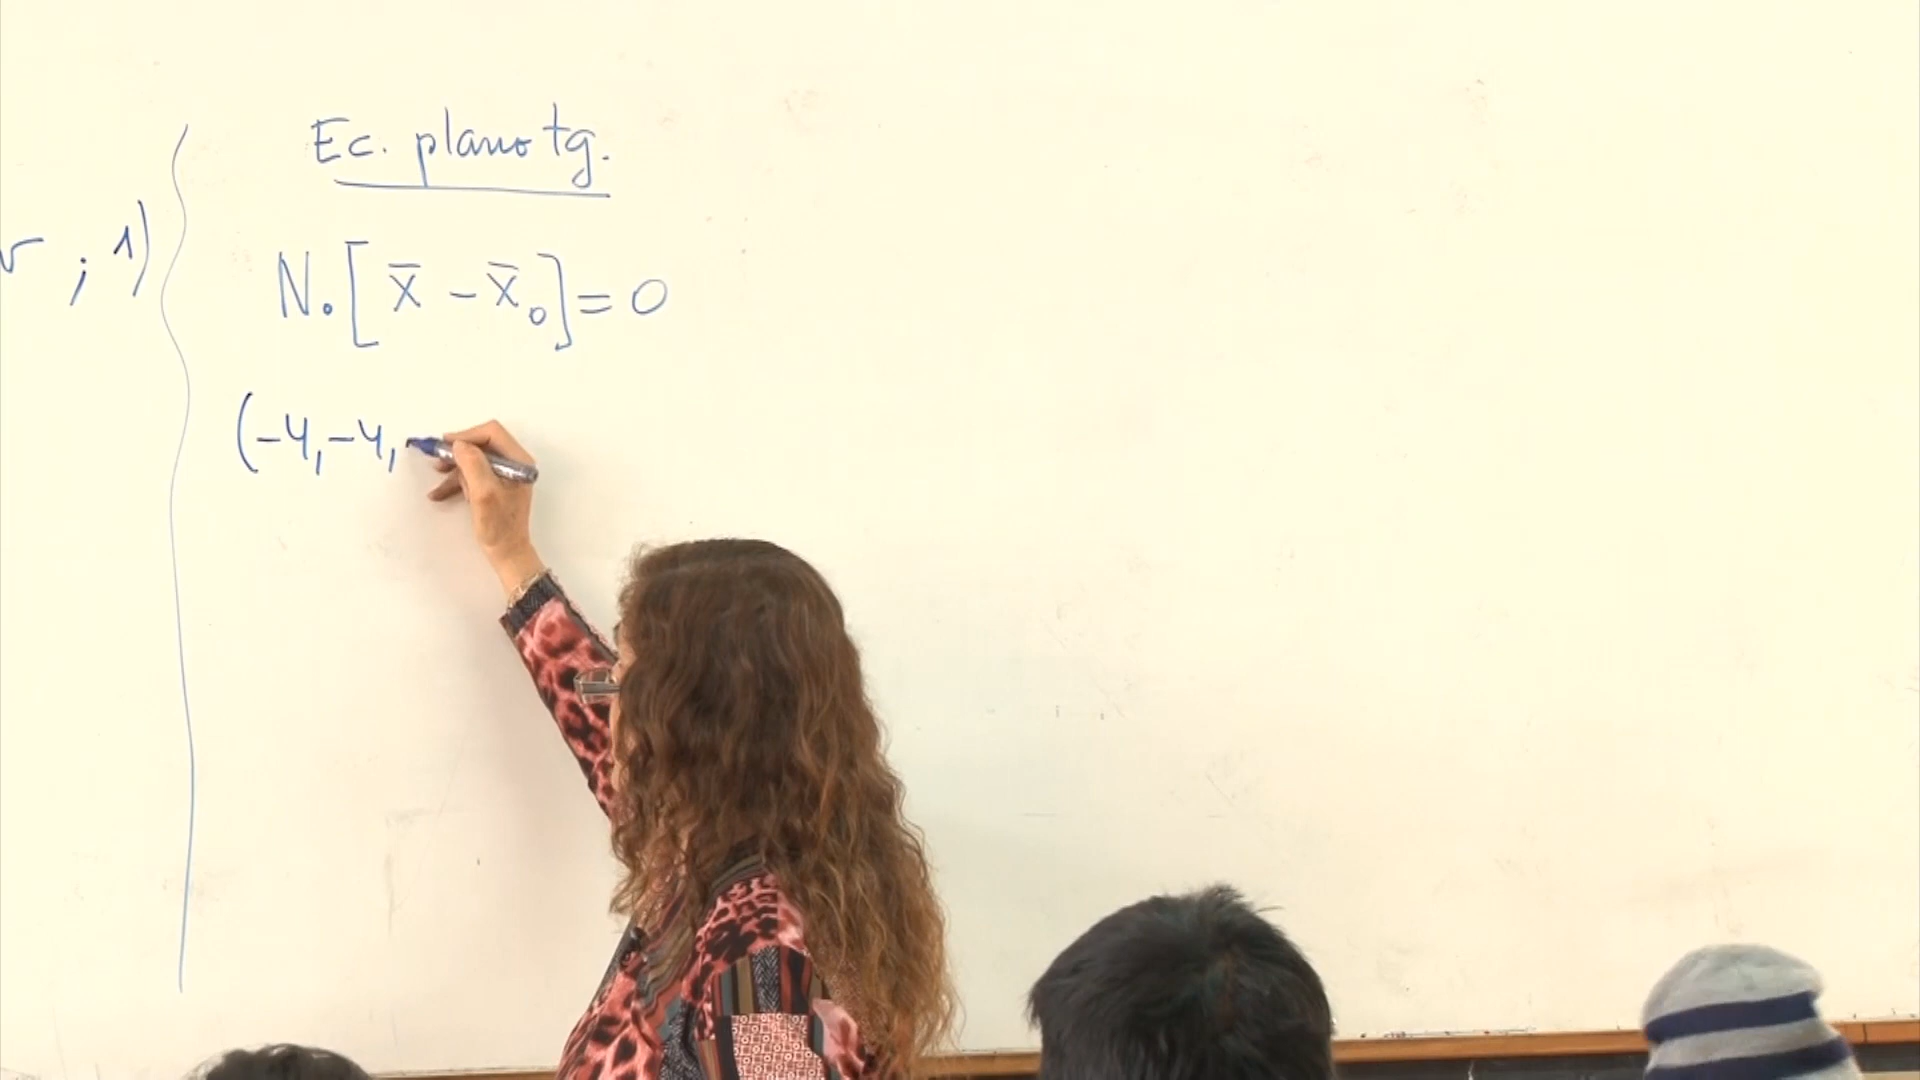 Ec. plano tg.
; 1)
N.[x̄ - x̄₀] = 0
(-4,-4,